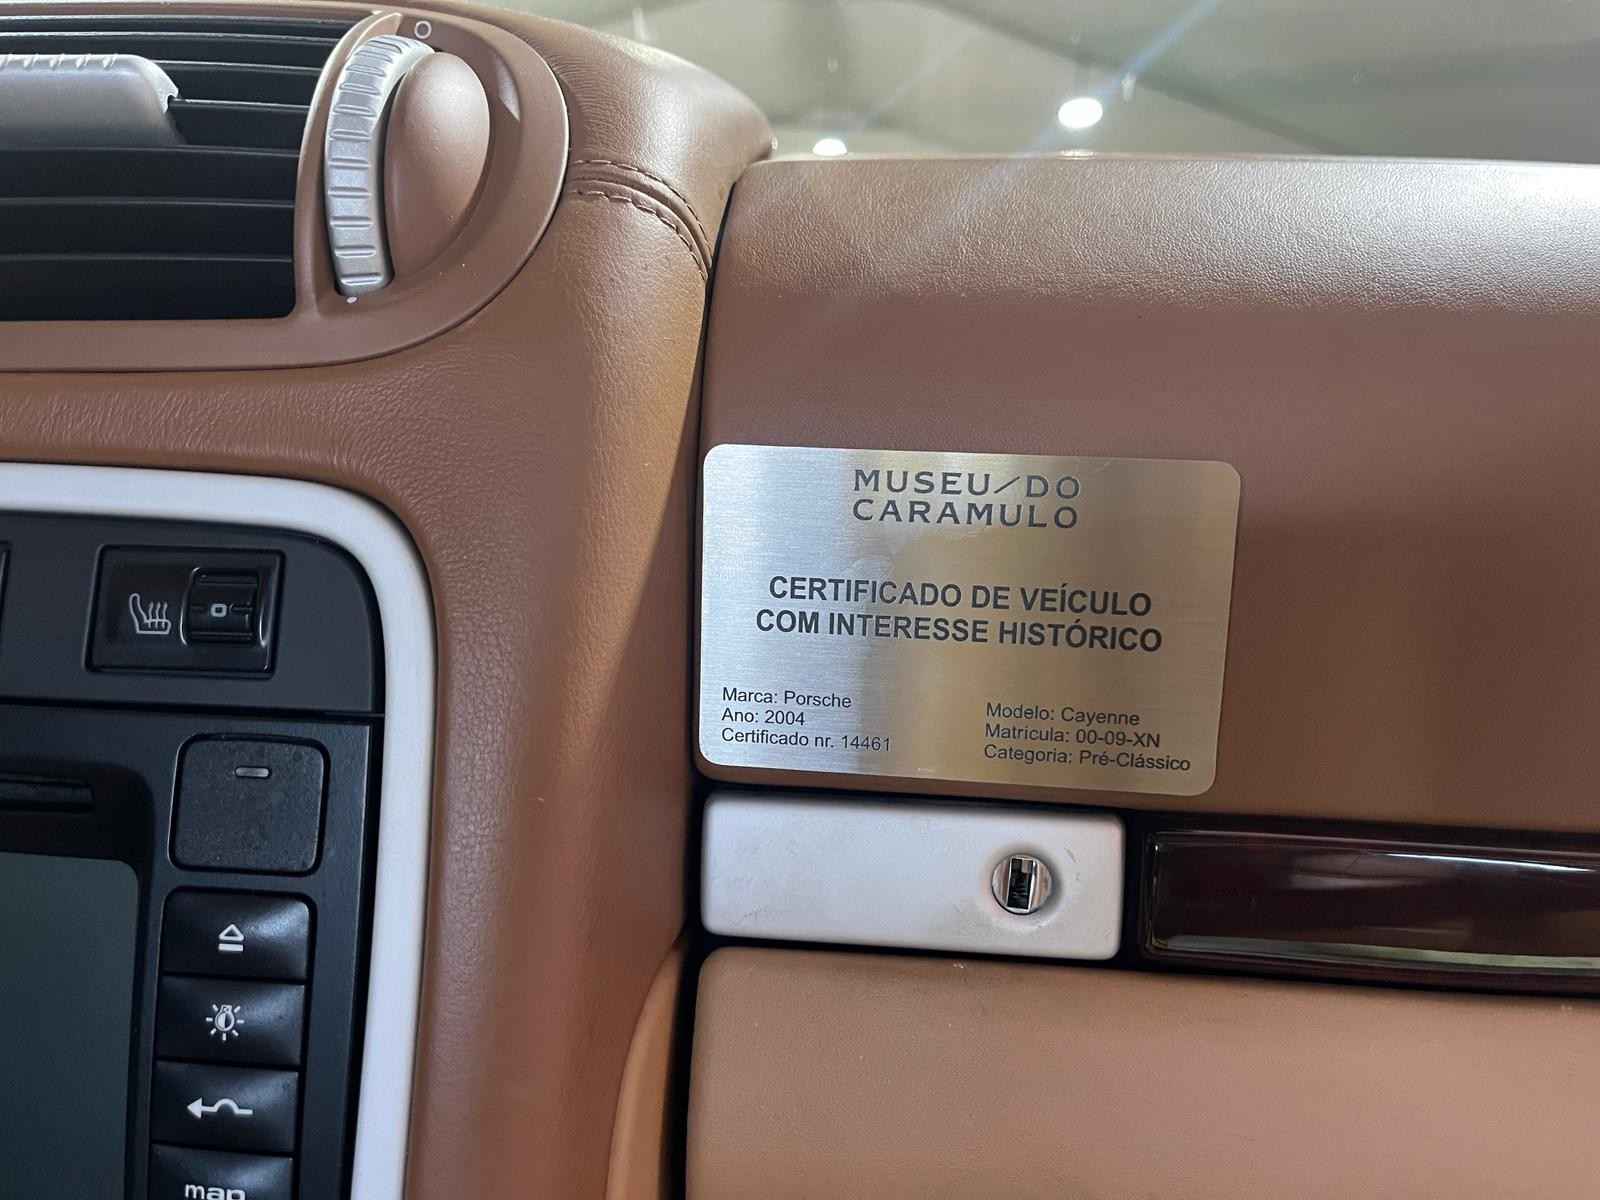 MUSEU/DO
CARAMULO
CERTIFICADO DE VEÍCULO
COM INTERESSE HISTÓRICO
Marca: Porsche
Ano: 2004
Certificado nr. 14461
Modelo: Cayenne
Matrícula: 00-09-XN
Categoria: Pré-Clássico
map